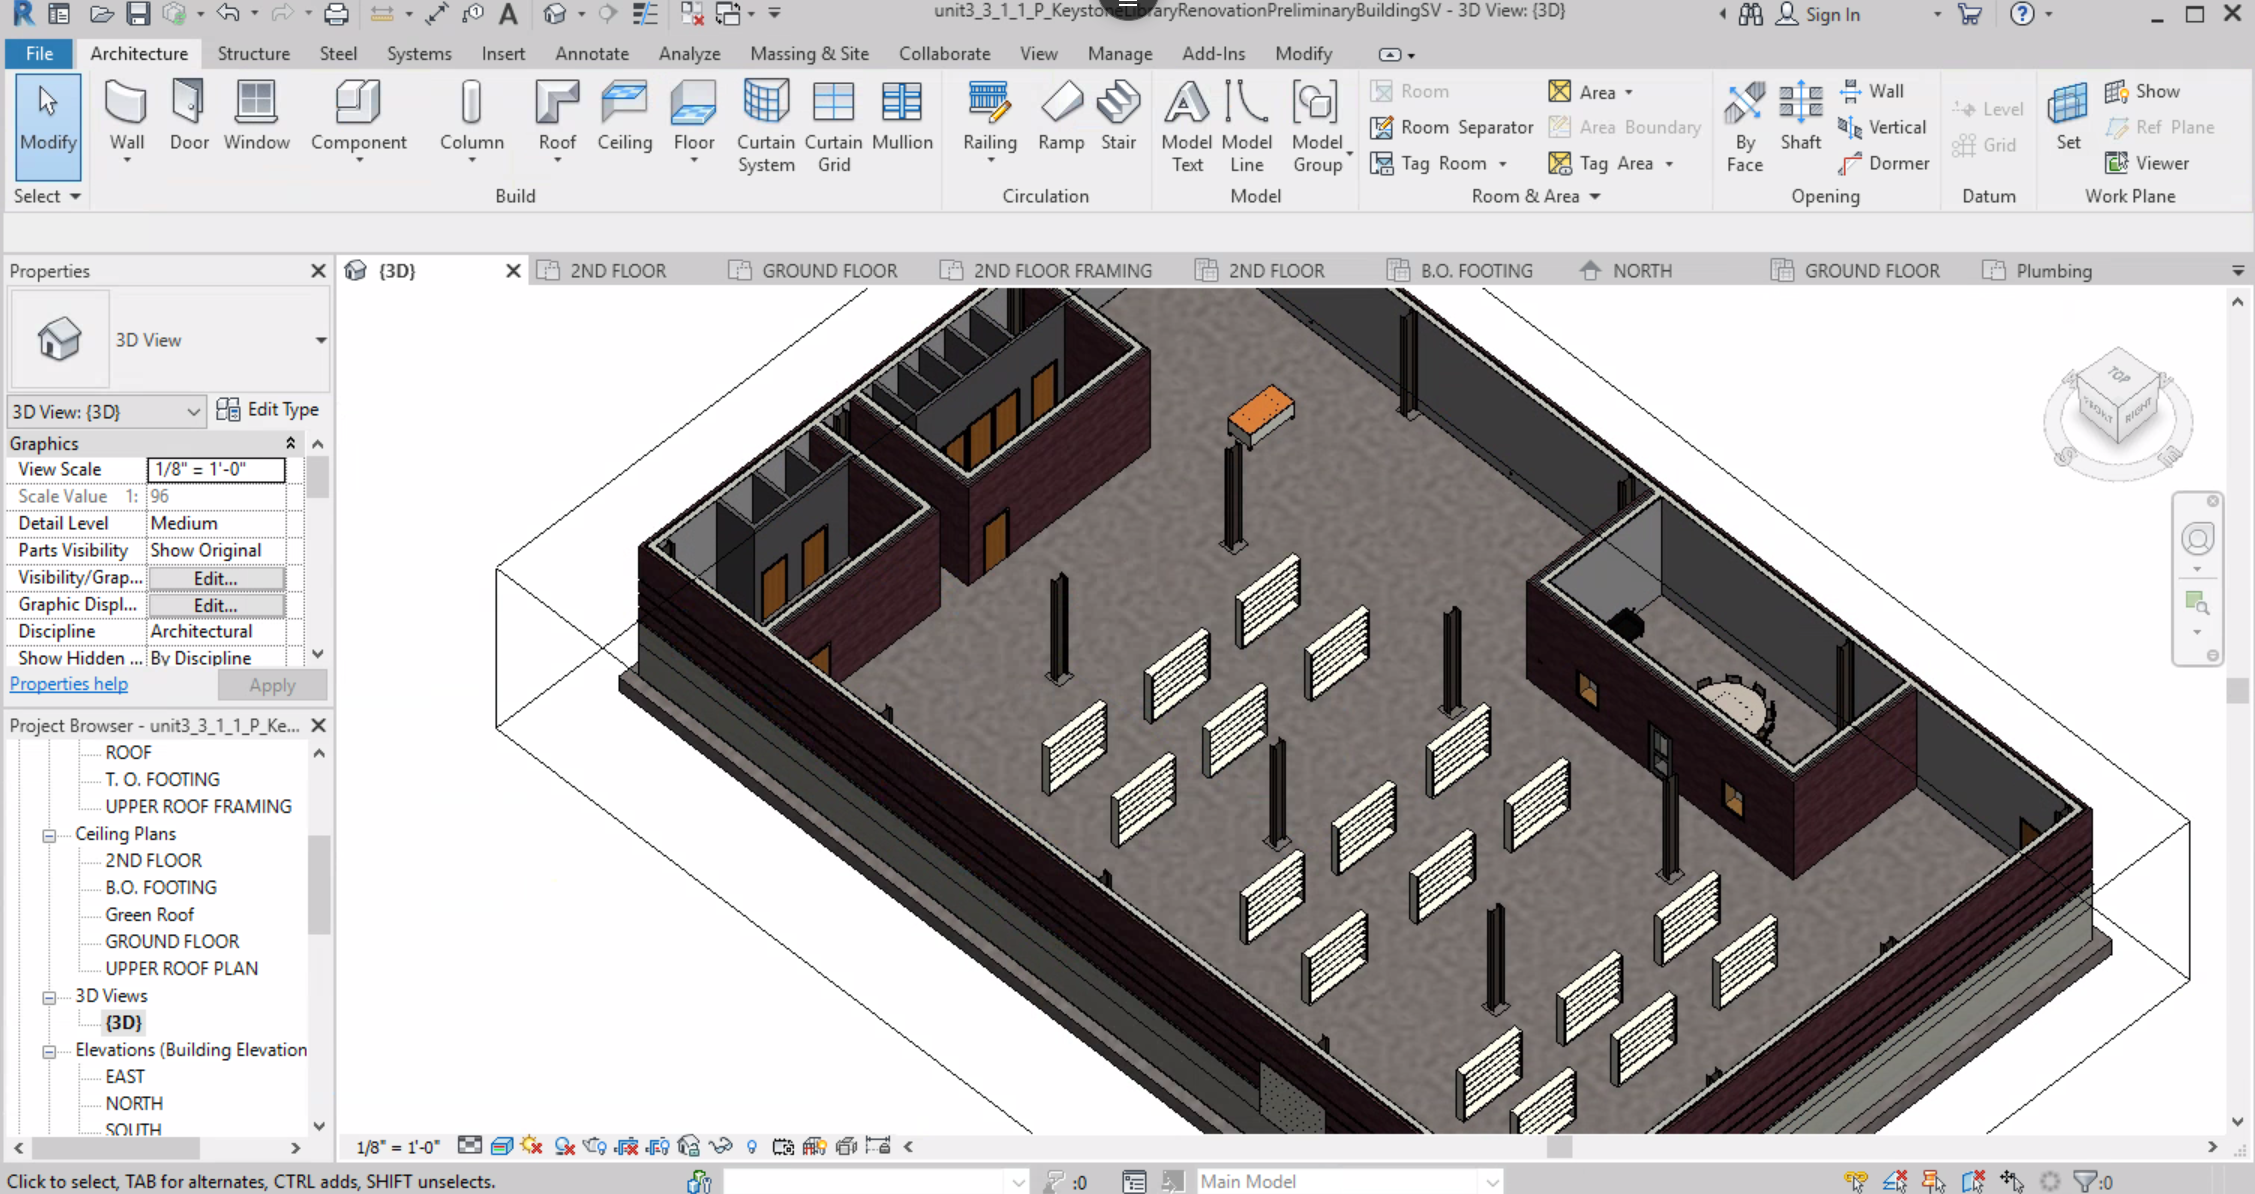 unit3_3_1_1_P_KeystoneLibraryRenovationPreliminaryBuildingSV - 3D View: {3D}
Sign In
File Architecture Structure Steel Systems Insert Annotate Analyze Massing & Site Collaborate View Manage Add-Ins Modify
Modify
Wall
Door
Window
Component
Column
Roof
Ceiling
Floor
Curtain
System
Curtain
Grid
Mullion
Railing
Ramp
Stair
Model
Text
Model
Line
Model
Group
Room
Room Separator
Tag Room
Area
Area Boundary
Tag Area
By
Face
Shaft
Wall
Vertical
Dormer
Level
Grid
Set
Show
Ref Plane
Viewer
Select Build Circulation Model Room & Area Opening Datum Work Plane
Properties
{3D} 2ND FLOOR GROUND FLOOR 2ND FLOOR FRAMING 2ND FLOOR B.O. FOOTING NORTH GROUND FLOOR Plumbing
3D View
3D View: {3D} Edit Type
Graphics
View Scale 1/8" = 1'-0"
Scale Value 1: 96
Detail Level Medium
Parts Visibility Show Original
Visibility/Grap... Edit...
Graphic Displ... Edit...
Discipline Architectural
Show Hidden ... By Discipline
Properties help Apply
Project Browser - unit3_3_1_1_P_Ke...
ROOF
T. O. FOOTING
UPPER ROOF FRAMING
Ceiling Plans
2ND FLOOR
B.O. FOOTING
Green Roof
GROUND FLOOR
UPPER ROOF PLAN
3D Views
{3D}
Elevations (Building Elevation
EAST
NORTH
SOUTH
TOP
FRONT
RIGHT
1/8" = 1'-0"
Click to select, TAB for alternates, CTRL adds, SHIFT unselects.
:0
Main Model
:0